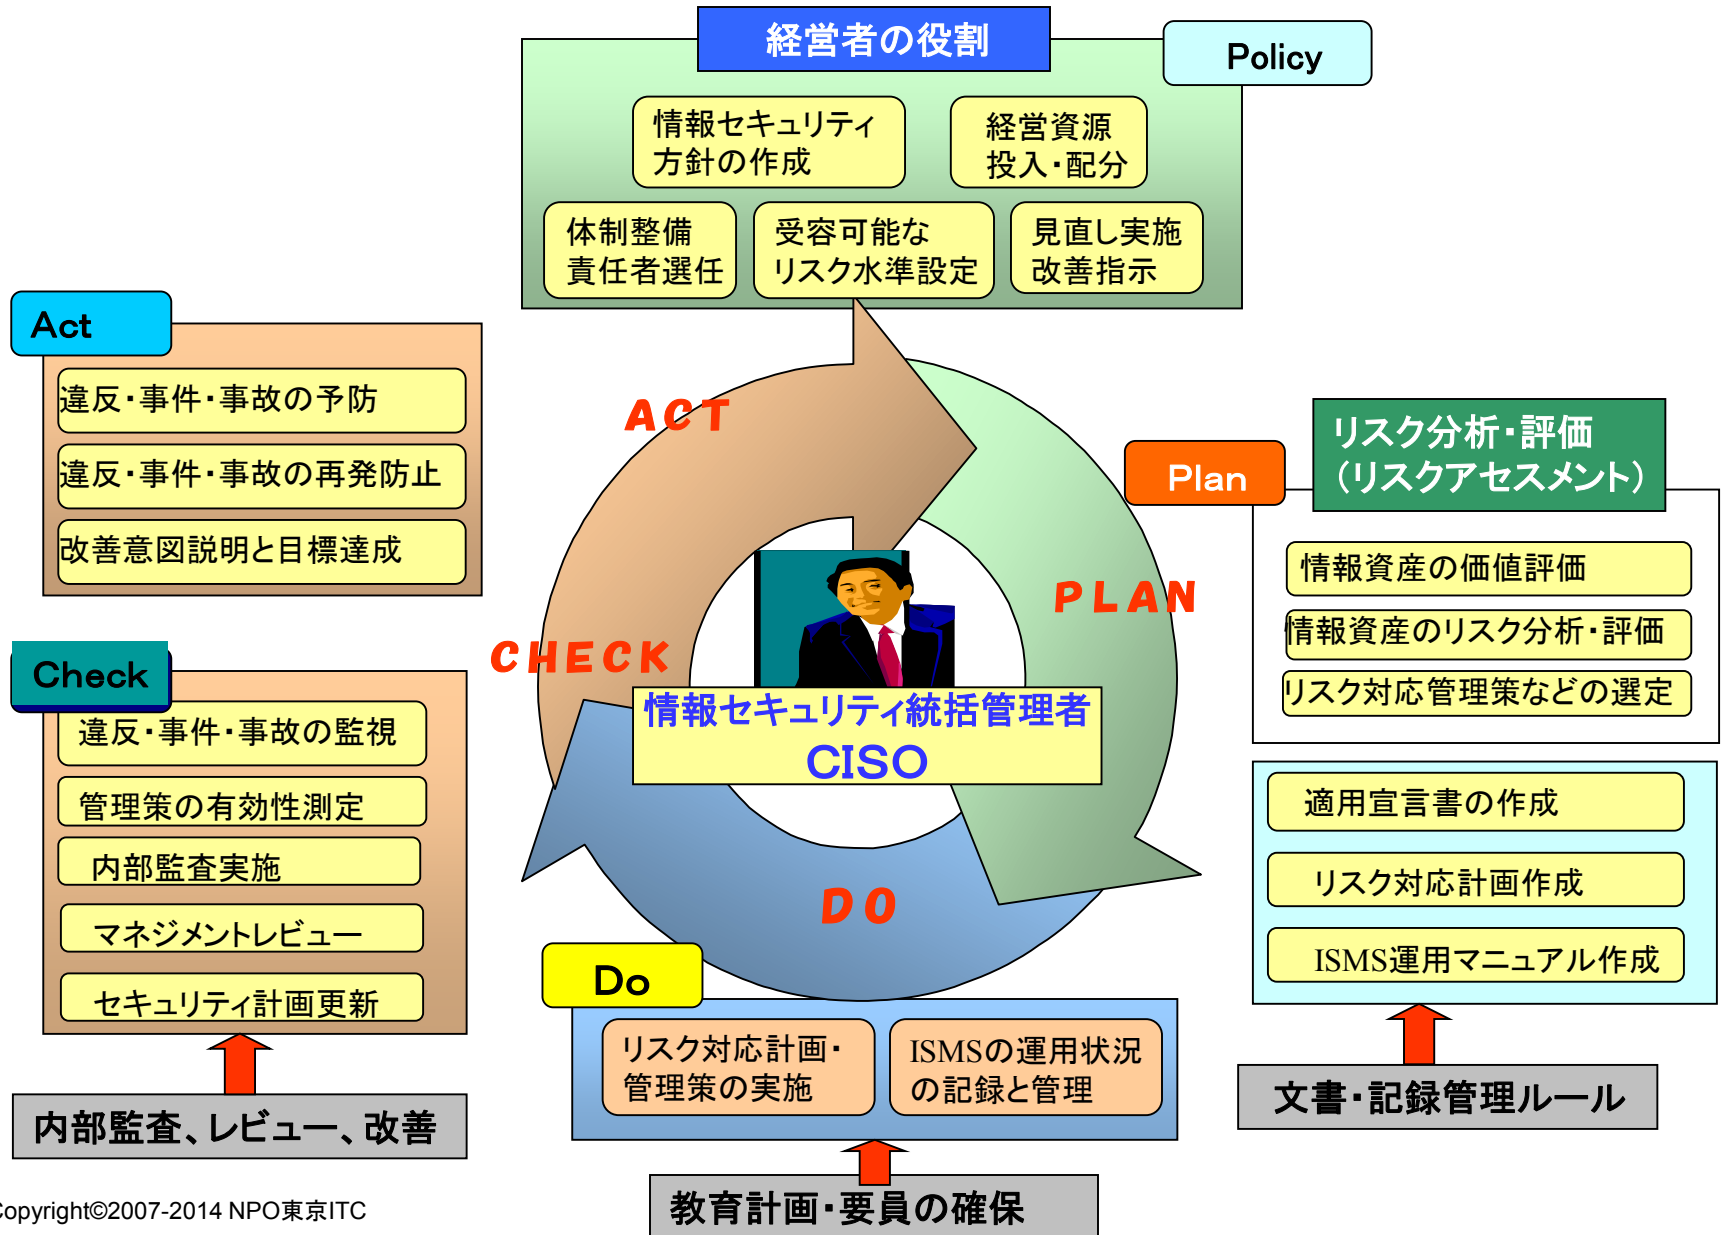 経営者の役割
Policy
情報セキュリティ
方針の作成
経営資源
投入・配分
体制整備
責任者選任
受容可能な
リスク水準設定
見直し実施
改善指示
Act
違反・事件・事故の予防
違反・事件・事故の再発防止
改善意図説明と目標達成
ACT
PLAN
CHECK
DO
情報セキュリティ統括管理者
CISO
Plan
リスク分析・評価
（リスクアセスメント）
情報資産の価値評価
情報資産のリスク分析・評価
リスク対応管理策などの選定
適用宣言書の作成
リスク対応計画作成
ISMS運用マニュアル作成
文書・記録管理ルール
Check
違反・事件・事故の監視
管理策の有効性測定
内部監査実施
マネジメントレビュー
セキュリティ計画更新
内部監査、レビュー、改善
Do
リスク対応計画・
管理策の実施
ISMSの運用状況
の記録と管理
教育計画・要員の確保
Copyright©2007-2014 NPO東京ITC